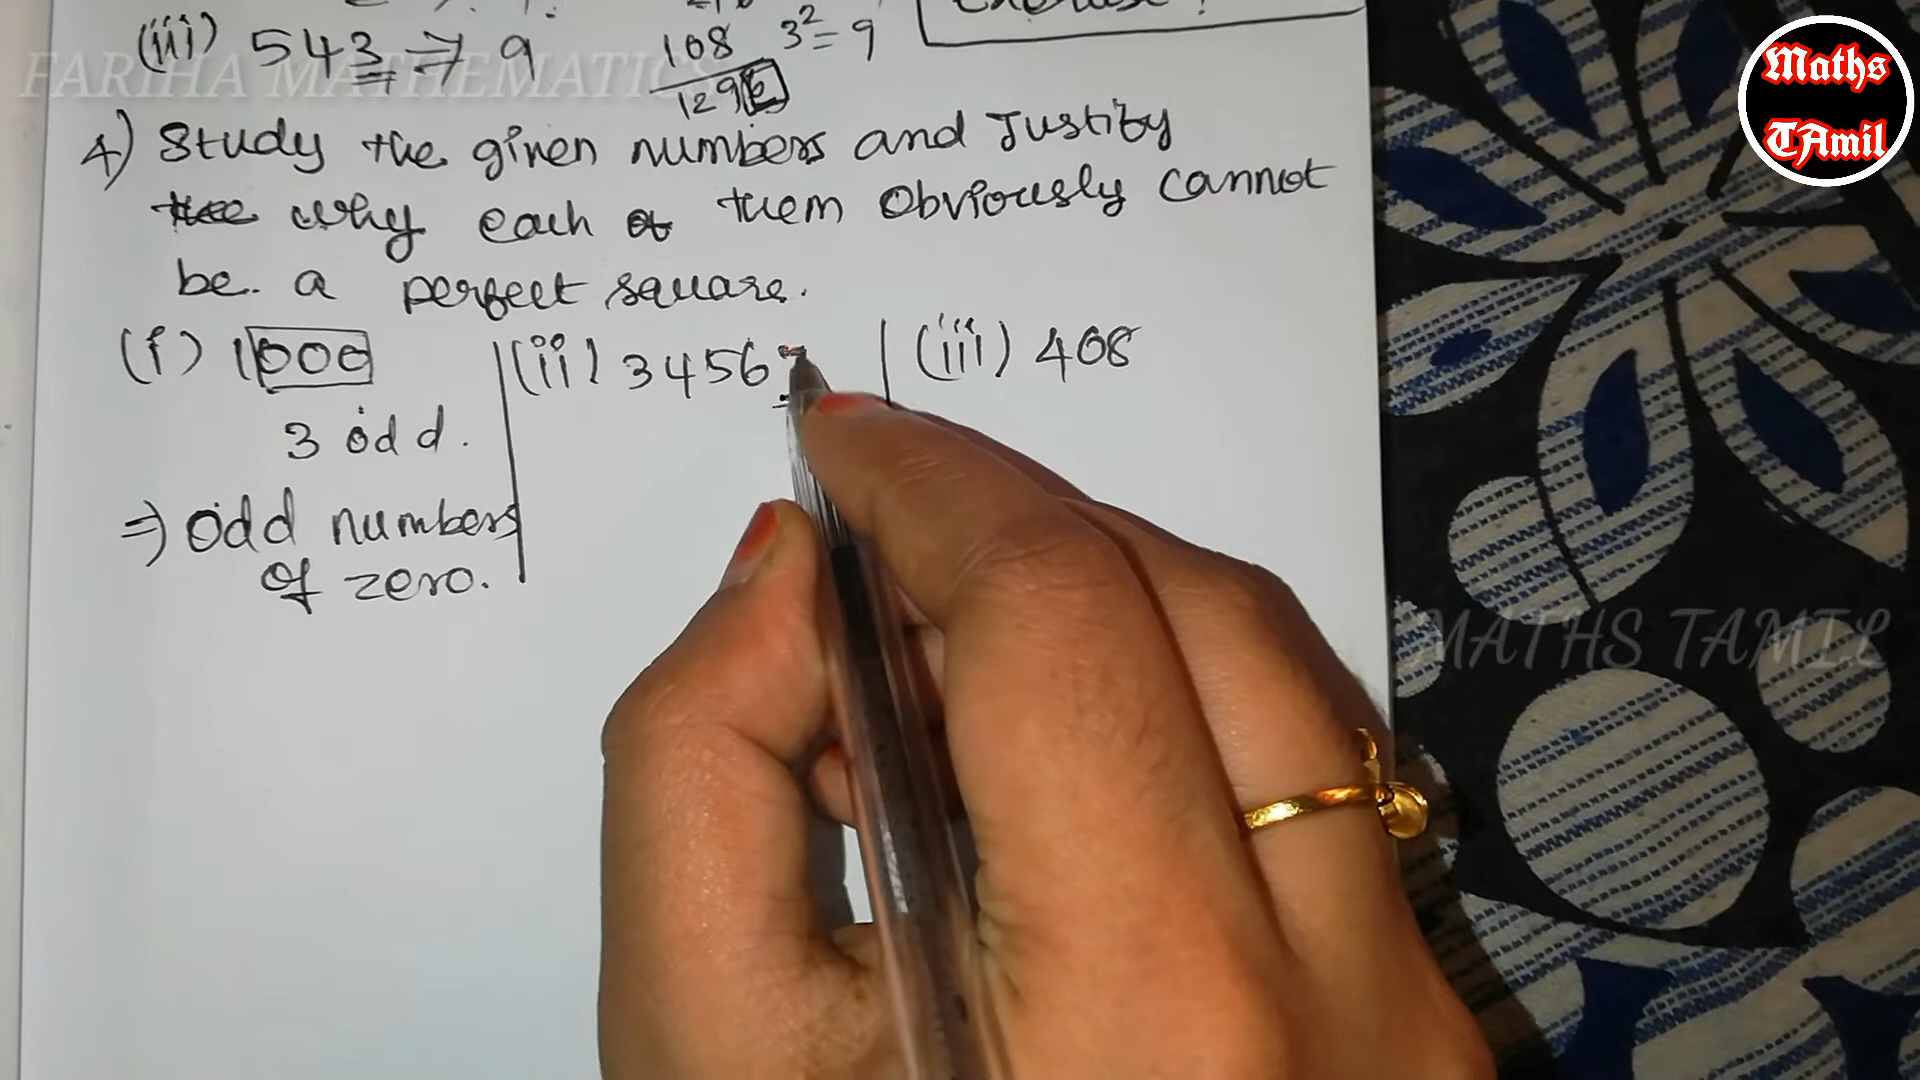 (iii) 543 => 9
108 3²=9
1296
FARIHA MATHEMATIC
Maths
TAmil
4) Study the given numbers and Justify
the why each of them obviously cannot
be. a perfect square.
(i) 1000
3 odd.
=> Odd numbers
of zero.
(ii) 3456
(iii) 408
MATHS TAMIL